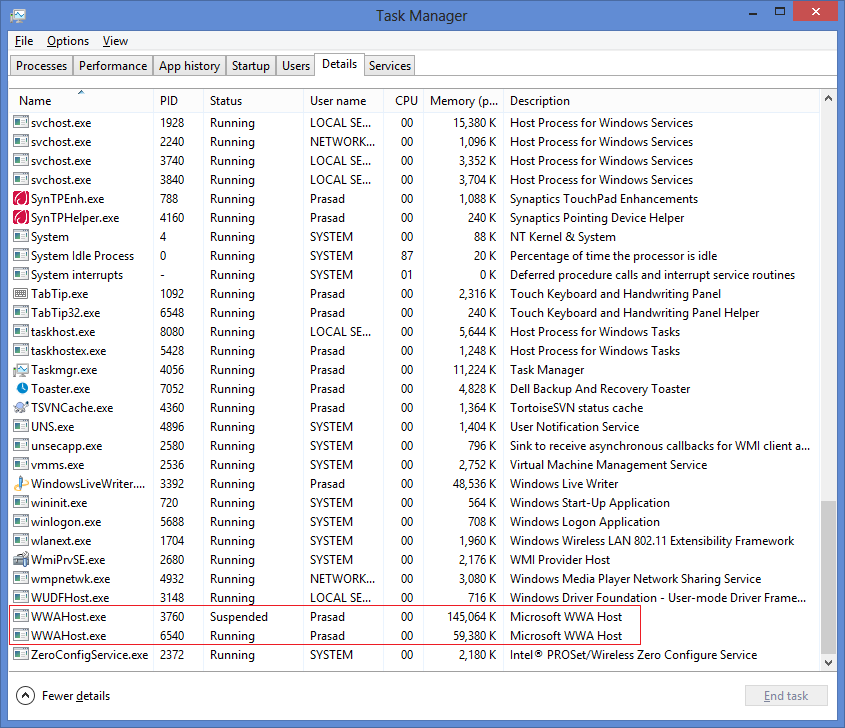 Task Manager
File Options View
Processes Performance App history Startup Users Details Services
Name PID Status User name CPU Memory (p... Description
svchost.exe 1928 Running LOCAL SE... 00 15,380 K Host Process for Windows Services
svchost.exe 2240 Running NETWORK... 00 1,096 K Host Process for Windows Services
svchost.exe 3740 Running LOCAL SE... 00 3,352 K Host Process for Windows Services
svchost.exe 3840 Running LOCAL SE... 00 3,704 K Host Process for Windows Services
SynTPEnh.exe 788 Running Prasad 00 1,088 K Synaptics TouchPad Enhancements
SynTPHelper.exe 4160 Running Prasad 00 240 K Synaptics Pointing Device Helper
System 4 Running SYSTEM 00 88 K NT Kernel & System
System Idle Process 0 Running SYSTEM 87 20 K Percentage of time the processor is idle
System interrupts - Running SYSTEM 01 0 K Deferred procedure calls and interrupt service routines
TabTip.exe 1092 Running Prasad 00 2,316 K Touch Keyboard and Handwriting Panel
TabTip32.exe 6548 Running Prasad 00 240 K Touch Keyboard and Handwriting Panel Helper
taskhost.exe 8080 Running LOCAL SE... 00 5,644 K Host Process for Windows Tasks
taskhostex.exe 5428 Running Prasad 00 1,248 K Host Process for Windows Tasks
Taskmgr.exe 4056 Running Prasad 00 11,224 K Task Manager
Toaster.exe 7052 Running Prasad 00 4,828 K Dell Backup And Recovery Toaster
TSVNCache.exe 4360 Running Prasad 00 1,364 K TortoiseSVN status cache
UNS.exe 4896 Running SYSTEM 00 1,404 K User Notification Service
unsecapp.exe 2580 Running SYSTEM 00 796 K Sink to receive asynchronous callbacks for WMI client a...
vmms.exe 2536 Running SYSTEM 00 2,752 K Virtual Machine Management Service
WindowsLiveWriter.... 3392 Running Prasad 00 48,536 K Windows Live Writer
wininit.exe 720 Running SYSTEM 00 564 K Windows Start-Up Application
winlogon.exe 5688 Running SYSTEM 00 708 K Windows Logon Application
wlanext.exe 1704 Running SYSTEM 00 1,960 K Windows Wireless LAN 802.11 Extensibility Framework
WmiPrvSE.exe 2680 Running SYSTEM 00 2,176 K WMI Provider Host
wmpnetwk.exe 4932 Running NETWORK... 00 3,080 K Windows Media Player Network Sharing Service
WUDFHost.exe 3148 Running LOCAL SE... 00 716 K Windows Driver Foundation - User-mode Driver Frame...
WWAHost.exe 3760 Suspended Prasad 00 145,064 K Microsoft WWA Host
WWAHost.exe 6540 Running Prasad 00 59,380 K Microsoft WWA Host
ZeroConfigService.exe 2372 Running SYSTEM 00 2,180 K Intel® PROSet/Wireless Zero Configure Service
Fewer details End task